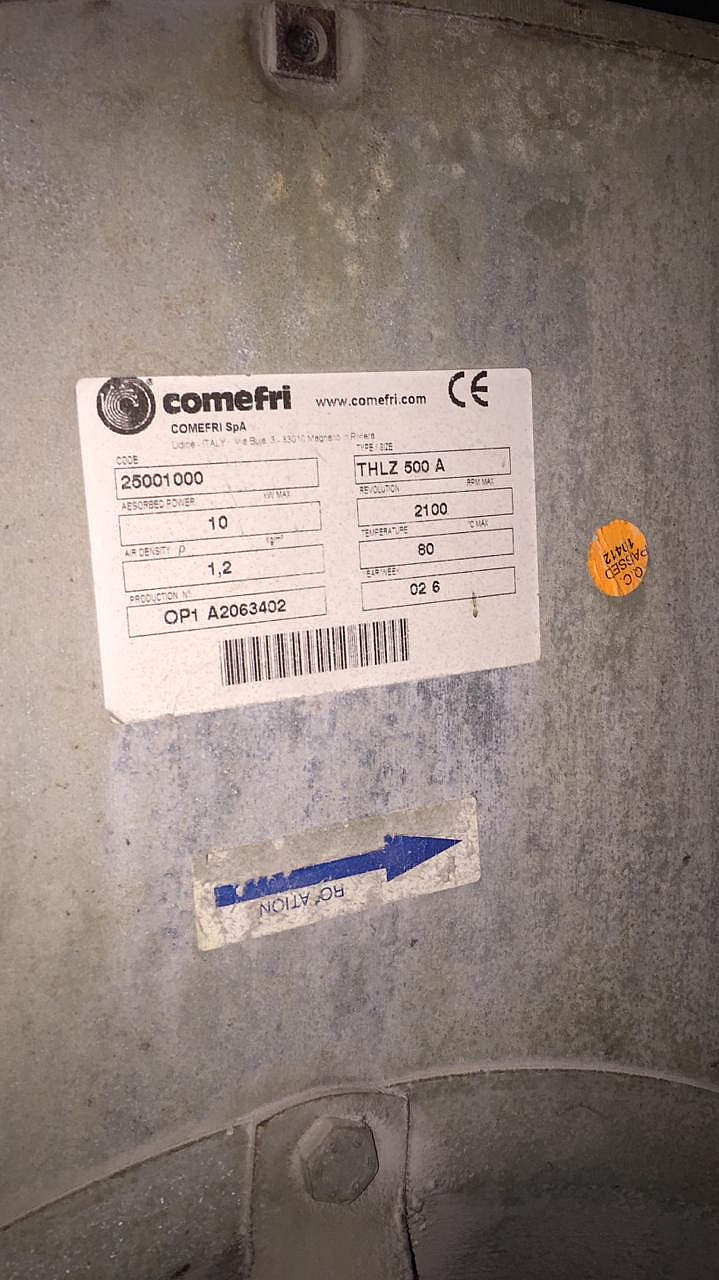 comefri www.comefri.com CE
COMEFRI SpA
Udine - ITALY - Via Buja, 3 - 33010 Magnano in Riviera
CODE
25001000
TYPE / SIZE
THLZ 500 A
ABSORBED POWER kW MAX
10
REVOLUTION RPM MAX
2100
AIR DENSITY ρ Kg/m³
1,2
TEMPERATURE °C MAX
80
PRODUCTION N°
OP1 A2063402
YEAR/WEEK
02 6
Q.C.
PASSED
10412
ROTATION